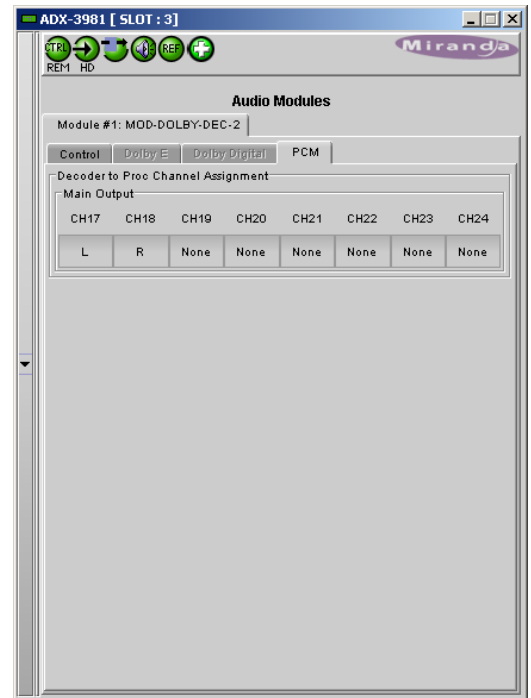 ADX-3981 [ SLOT : 3]
CTRL REF Miranda
REM HD
Audio Modules
Module #1: MOD-DOLBY-DEC-2
Control Dolby E Dolby Digital PCM
Decoder to Proc Channel Assignment
Main Output
CH17 CH18 CH19 CH20 CH21 CH22 CH23 CH24
L R None None None None None None